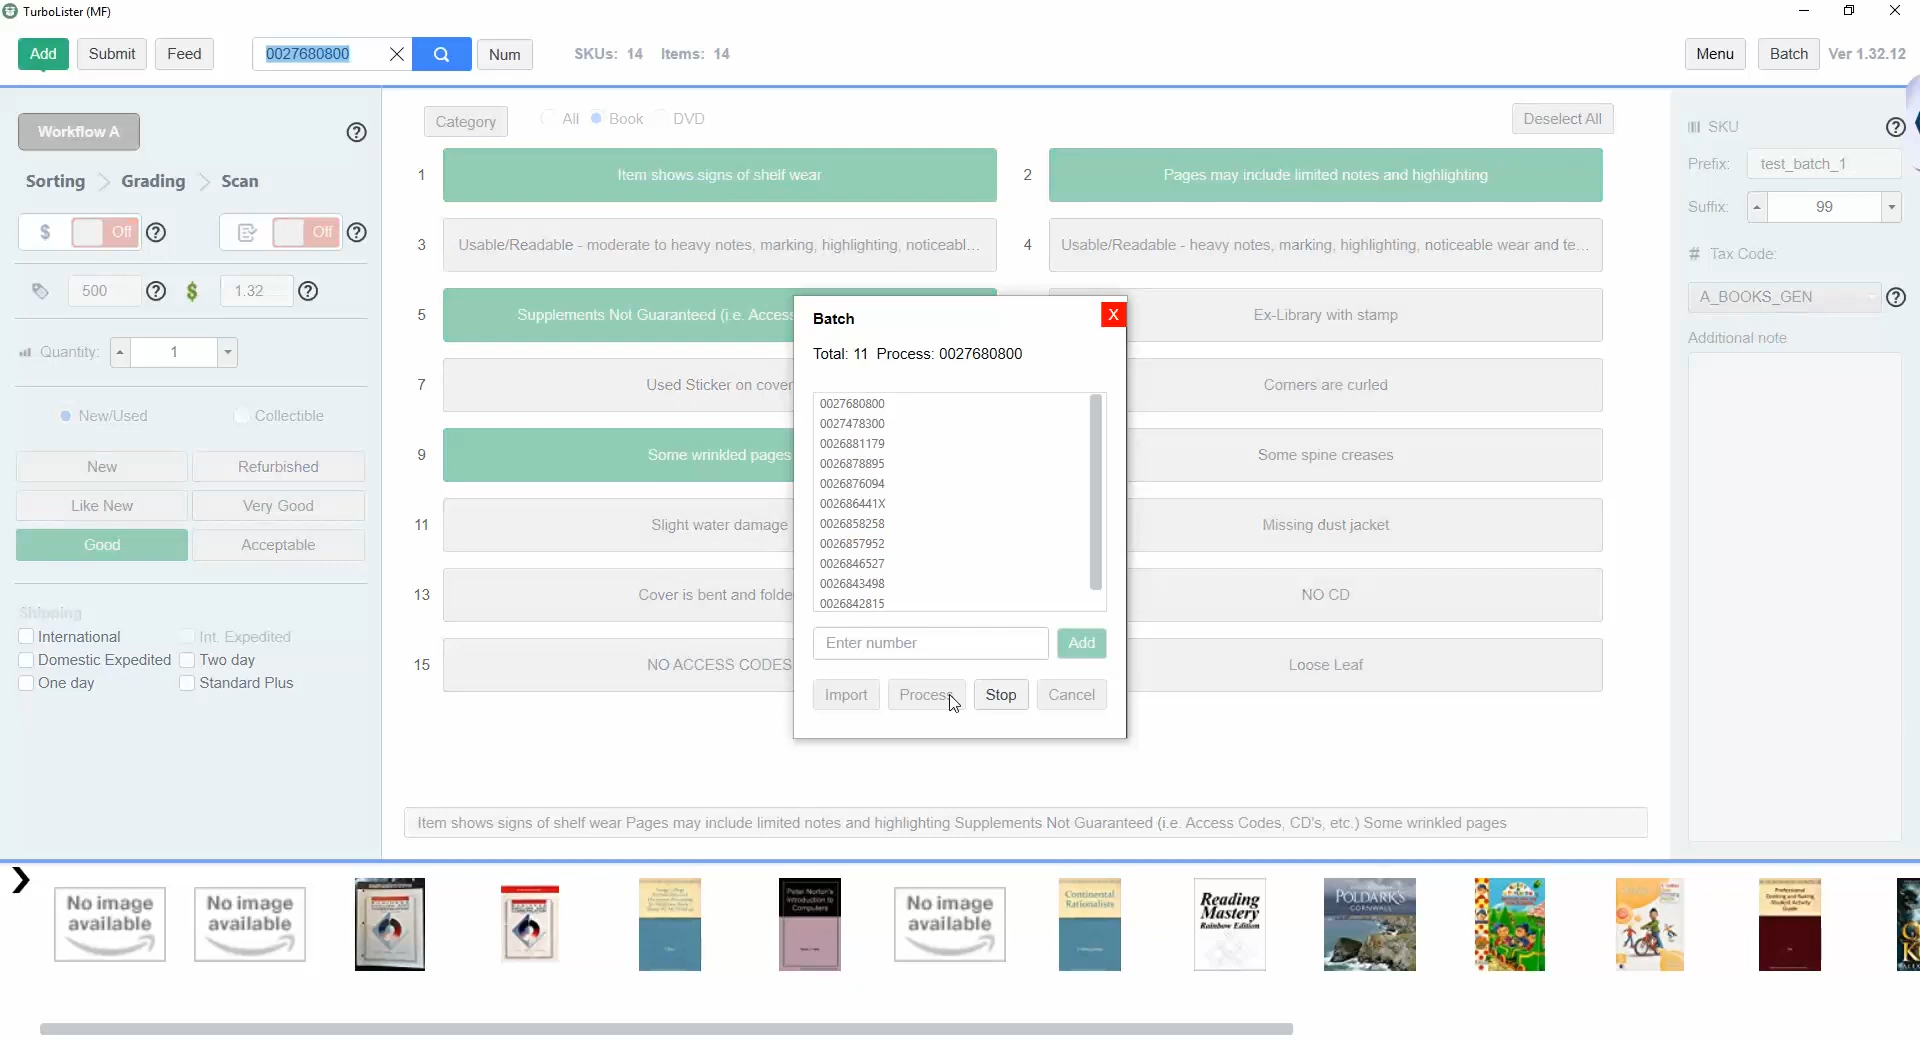 TurboLister (MF)
Add
Submit
Feed
0027680800
Num
SKUs: 14 Items: 14
Menu
Batch
Ver 1.32.12
Workflow A
Sorting
Grading
Scan
$
Off
Off
500
$
1.32
Quantity:
1
New/Used
Collectible
New
Refurbished
Like New
Very Good
Good
Acceptable
Shipping
International
Int. Expedited
Domestic Expedited
Two day
One day
Standard Plus
Category
All
Book
DVD
Deselect All
1
Item shows signs of shelf wear
2
Pages may include limited notes and highlighting
3
Usable/Readable - moderate to heavy notes, marking, highlighting, noticeabl...
4
Usable/Readable - heavy notes, marking, highlighting, noticeable wear and te...
5
Supplements Not Guaranteed (i.e. Access
Ex-Library with stamp
7
Used Sticker on cover
Corners are curled
9
Some wrinkled pages
Some spine creases
11
Slight water damage
Missing dust jacket
13
Cover is bent and folde
NO CD
15
NO ACCESS CODES
Loose Leaf
Batch
X
Total: 11 Process: 0027680800
0027680800
0027478300
0026881179
0026878895
0026876094
002686441X
0026858258
0026857952
0026846527
0026843498
0026842815
Enter number
Add
Import
Process
Stop
Cancel
Item shows signs of shelf wear Pages may include limited notes and highlighting Supplements Not Guaranteed (i.e. Access Codes, CD's, etc.) Some wrinkled pages
SKU
Prefix:
test_batch_1
Suffix:
99
# Tax Code:
A_BOOKS_GEN
Additional note
No image
available
No image
available
Peter Norton's
Introduction to
Computers
No image
available
Continental
Rationalists
Reading
Mastery
Rainbow Edition
POLDARK'S
CORNWALL